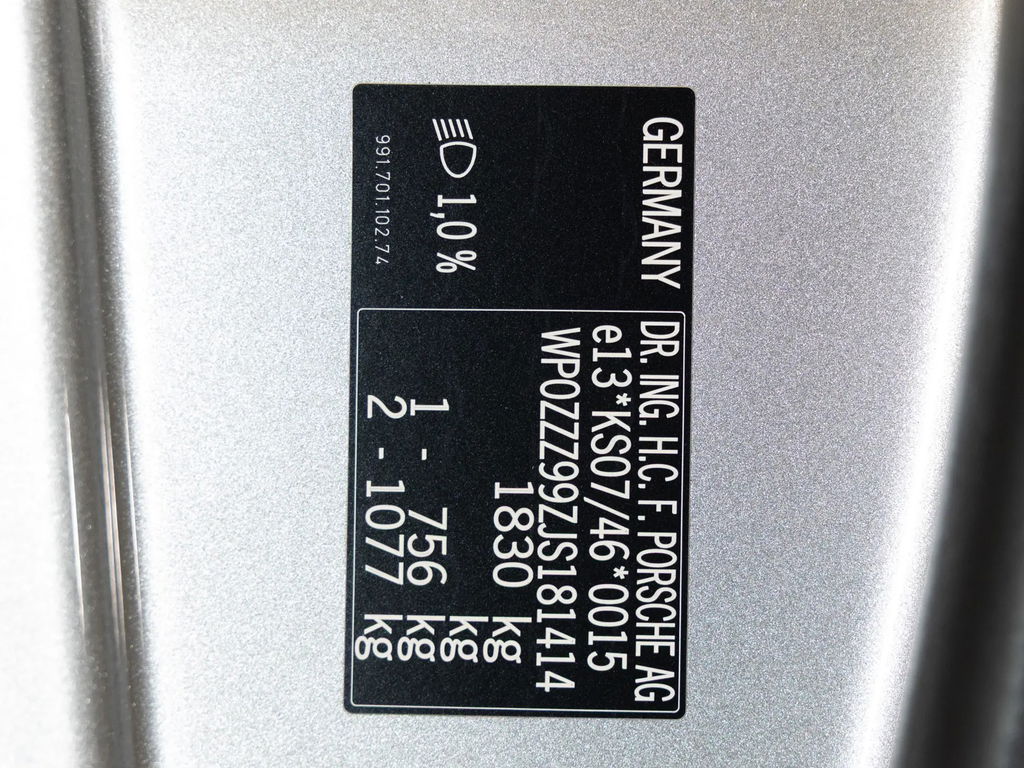 GERMANY
1,0 %
991.701.102.74
DR. ING. H.C. F. PORSCHE AG
e13*KS07/46*0015
WP0ZZZ99ZJS181414
1830 kg
kg
1 - 756 kg
2 - 1077 kg